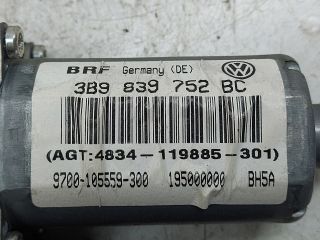 BRF Germany (DE)
3B9 839 752 BC
(AGT:4834-119885-301)
9700-105559-300 195000000 BH5A